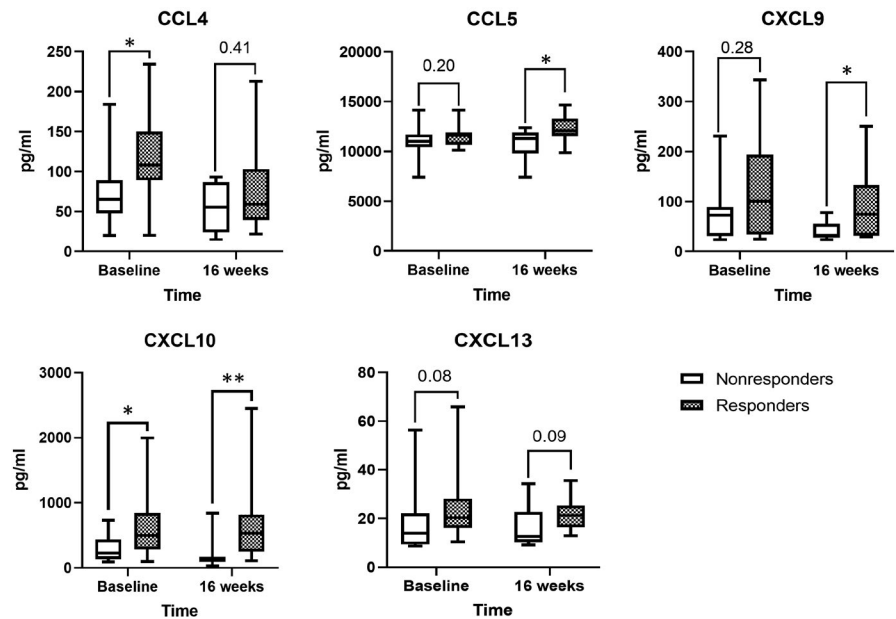 CCL4
250
200
150
100
50
0
pg/ml
*
0.41
Baseline
16 weeks
Time
CCL5
20000
15000
10000
5000
0
pg/ml
0.20
*
Baseline
16 weeks
Time
CXCL9
400
300
200
100
0
pg/ml
0.28
*
Baseline
16 weeks
Time
CXCL10
3000
2000
1000
0
pg/ml
*
**
Baseline
16 weeks
Time
CXCL13
80
60
40
20
0
pg/ml
0.08
0.09
Baseline
16 weeks
Time
Nonresponders
Responders